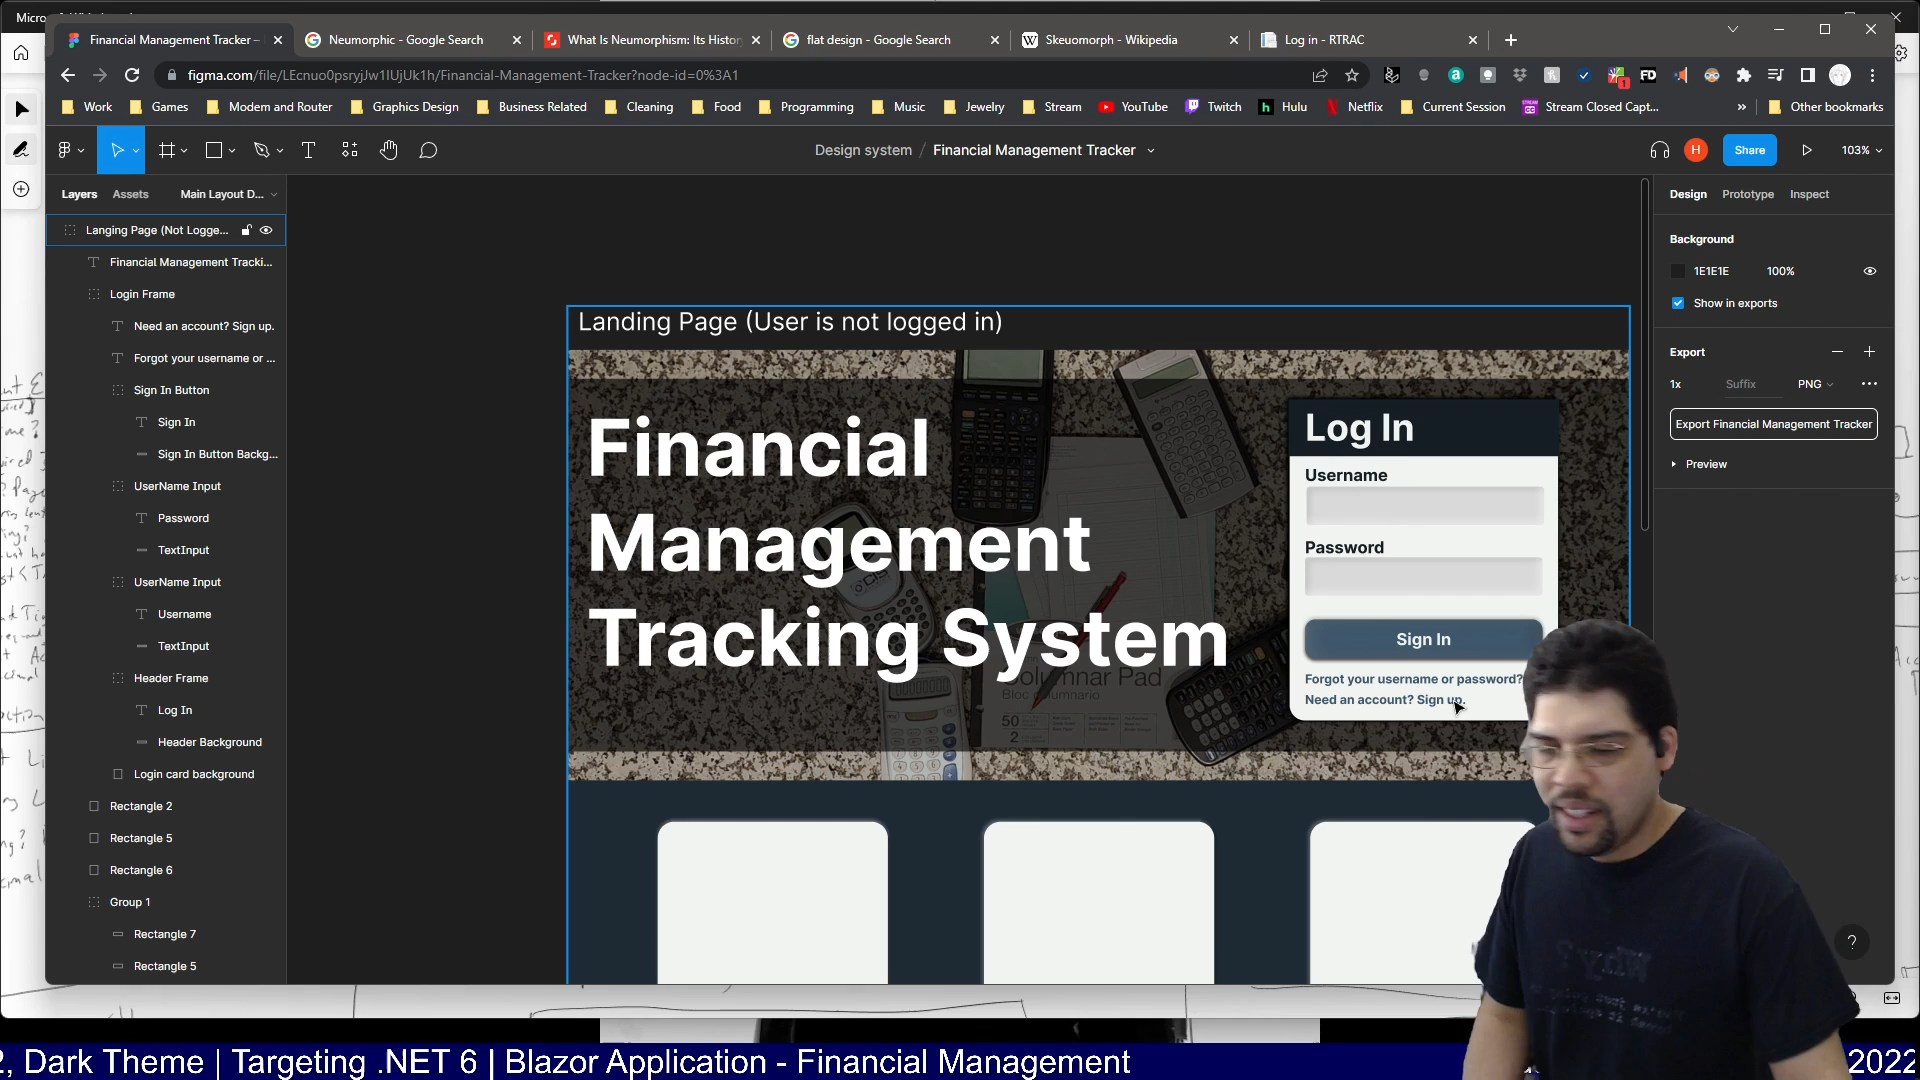 Financial Management Tracker –
Neumorphic - Google Search
What Is Neumorphism: Its Histor
flat design - Google Search
Skeuomorph - Wikipedia
Log in - RTRAC
figma.com/file/LEcnuo0psryjJw1IUjUk1h/Financial-Management-Tracker?node-id=0%3A1
Work
Games
Modem and Router
Graphics Design
Business Related
Cleaning
Food
Programming
Music
Jewelry
Stream
YouTube
Twitch
Hulu
Netflix
Current Session
Stream Closed Capt...
Other bookmarks
Design system / Financial Management Tracker
H
Share
103%
Layers
Assets
Main Layout D...
Design
Prototype
Inspect
Langing Page (Not Logge...
Financial Management Tracki...
Login Frame
Need an account? Sign up.
Forgot your username or ...
Sign In Button
Sign In
Sign In Button Backg...
UserName Input
Password
TextInput
UserName Input
Username
TextInput
Header Frame
Log In
Header Background
Login card background
Rectangle 2
Rectangle 5
Rectangle 6
Group 1
Rectangle 7
Rectangle 5
Background
1E1E1E
100%
Show in exports
Export
1x
Suffix
PNG
Export Financial Management Tracker
Preview
Landing Page (User is not logged in)
Financial
Management
Tracking System
Columnar Pad
Bloc columnario
50
2
Log In
Username
Password
Sign In
Forgot your username or password?
Need an account? Sign up.
?
2, Dark Theme | Targeting .NET 6 | Blazor Application - Financial Management
2022